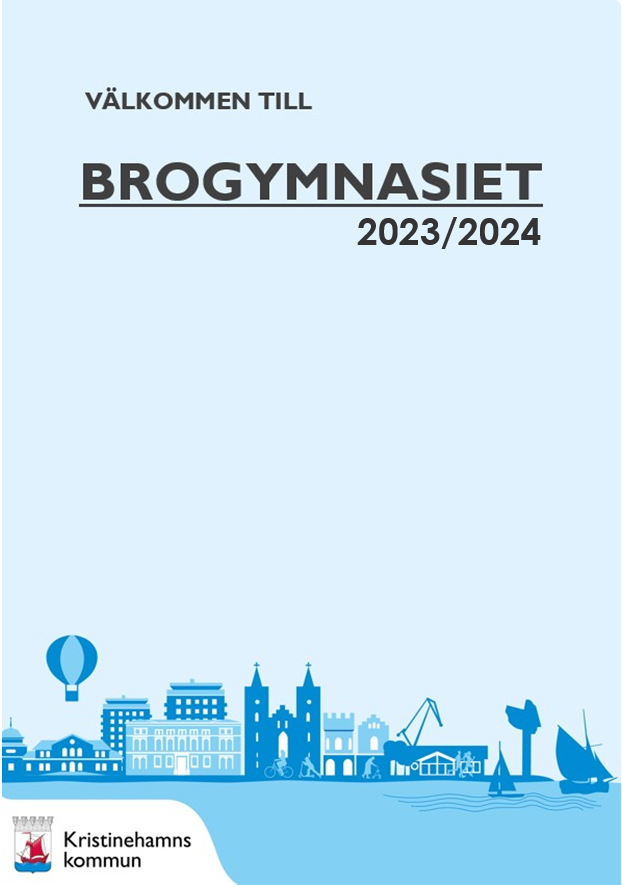 VÄLKOMMEN TILL
BROGYMNASIET
2023/2024
Kristinehamns
kommun